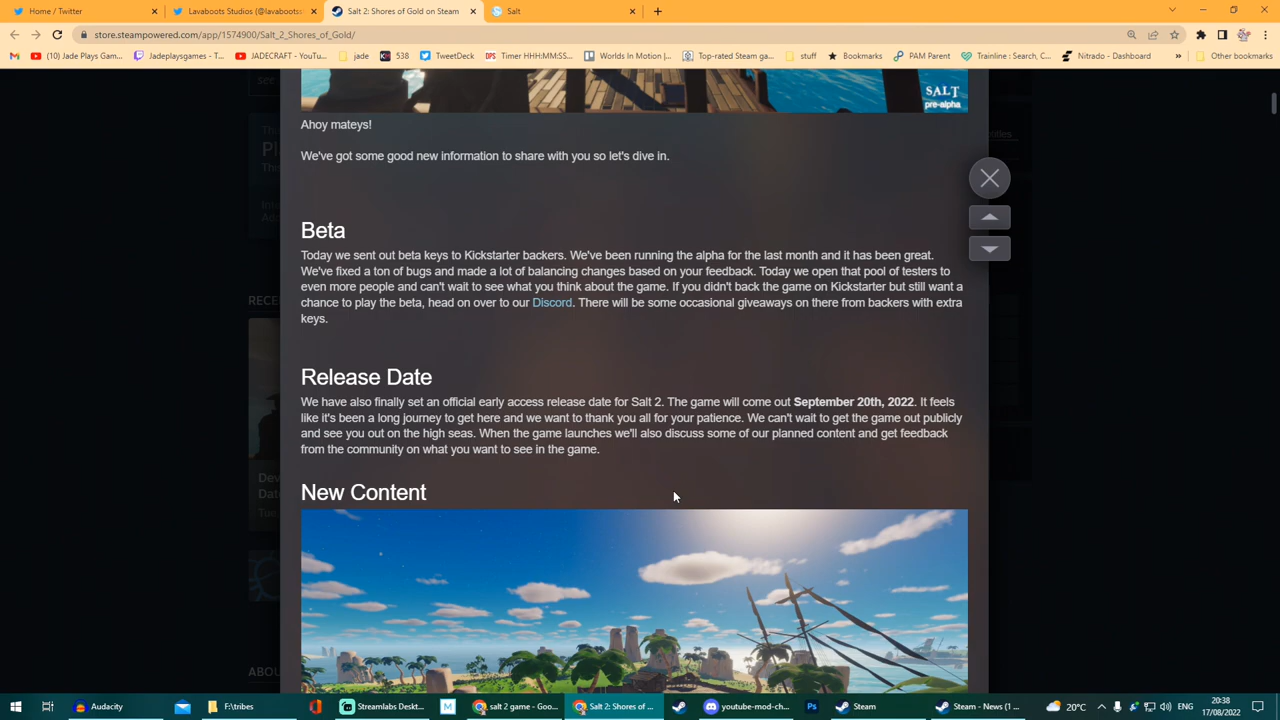 Home / Twitter
Lavaboots Studios (@lavaboots
Salt 2: Shores of Gold on Steam
Salt
store.steampowered.com/app/1574900/Salt_2_Shores_of_Gold/
(10) Jade Plays Gam...
Jadeplaysgames - T...
JADECRAFT - YouTu...
jade
538
TweetDeck
Timer HHH:MM:SS...
Worlds In Motion |...
Top-rated Steam ga...
stuff
Bookmarks
PAM Parent
Trainline : Search, C...
Nitrado - Dashboard
»
Other bookmarks
SALT
pre-alpha
Ahoy mateys!
We've got some good new information to share with you so let's dive in.
Beta
Today we sent out beta keys to Kickstarter backers. We've been running the alpha for the last month and it has been great.
We've fixed a ton of bugs and made a lot of balancing changes based on your feedback. Today we open that pool of testers to
even more people and can't wait to see what you think about the game. If you didn't back the game on Kickstarter but still want a
chance to play the beta, head on over to our Discord. There will be some occasional giveaways on there from backers with extra
keys.
RECE
Release Date
We have also finally set an official early access release date for Salt 2. The game will come out September 20th, 2022. It feels
like it's been a long journey to get here and we want to thank you all for your patience. We can't wait to get the game out publicly
and see you out on the high seas. When the game launches we'll also discuss some of our planned content and get feedback
from the community on what you want to see in the game.
Dev
Dat
Tue,
New Content
ABOU
Audacity
F:\tribes
Streamlabs Deskt...
salt 2 game - Goo...
Salt 2: Shores of ...
youtube-mod-ch...
Steam
Steam - News (1 ...
20°C
ENG
20:38
17/08/2022